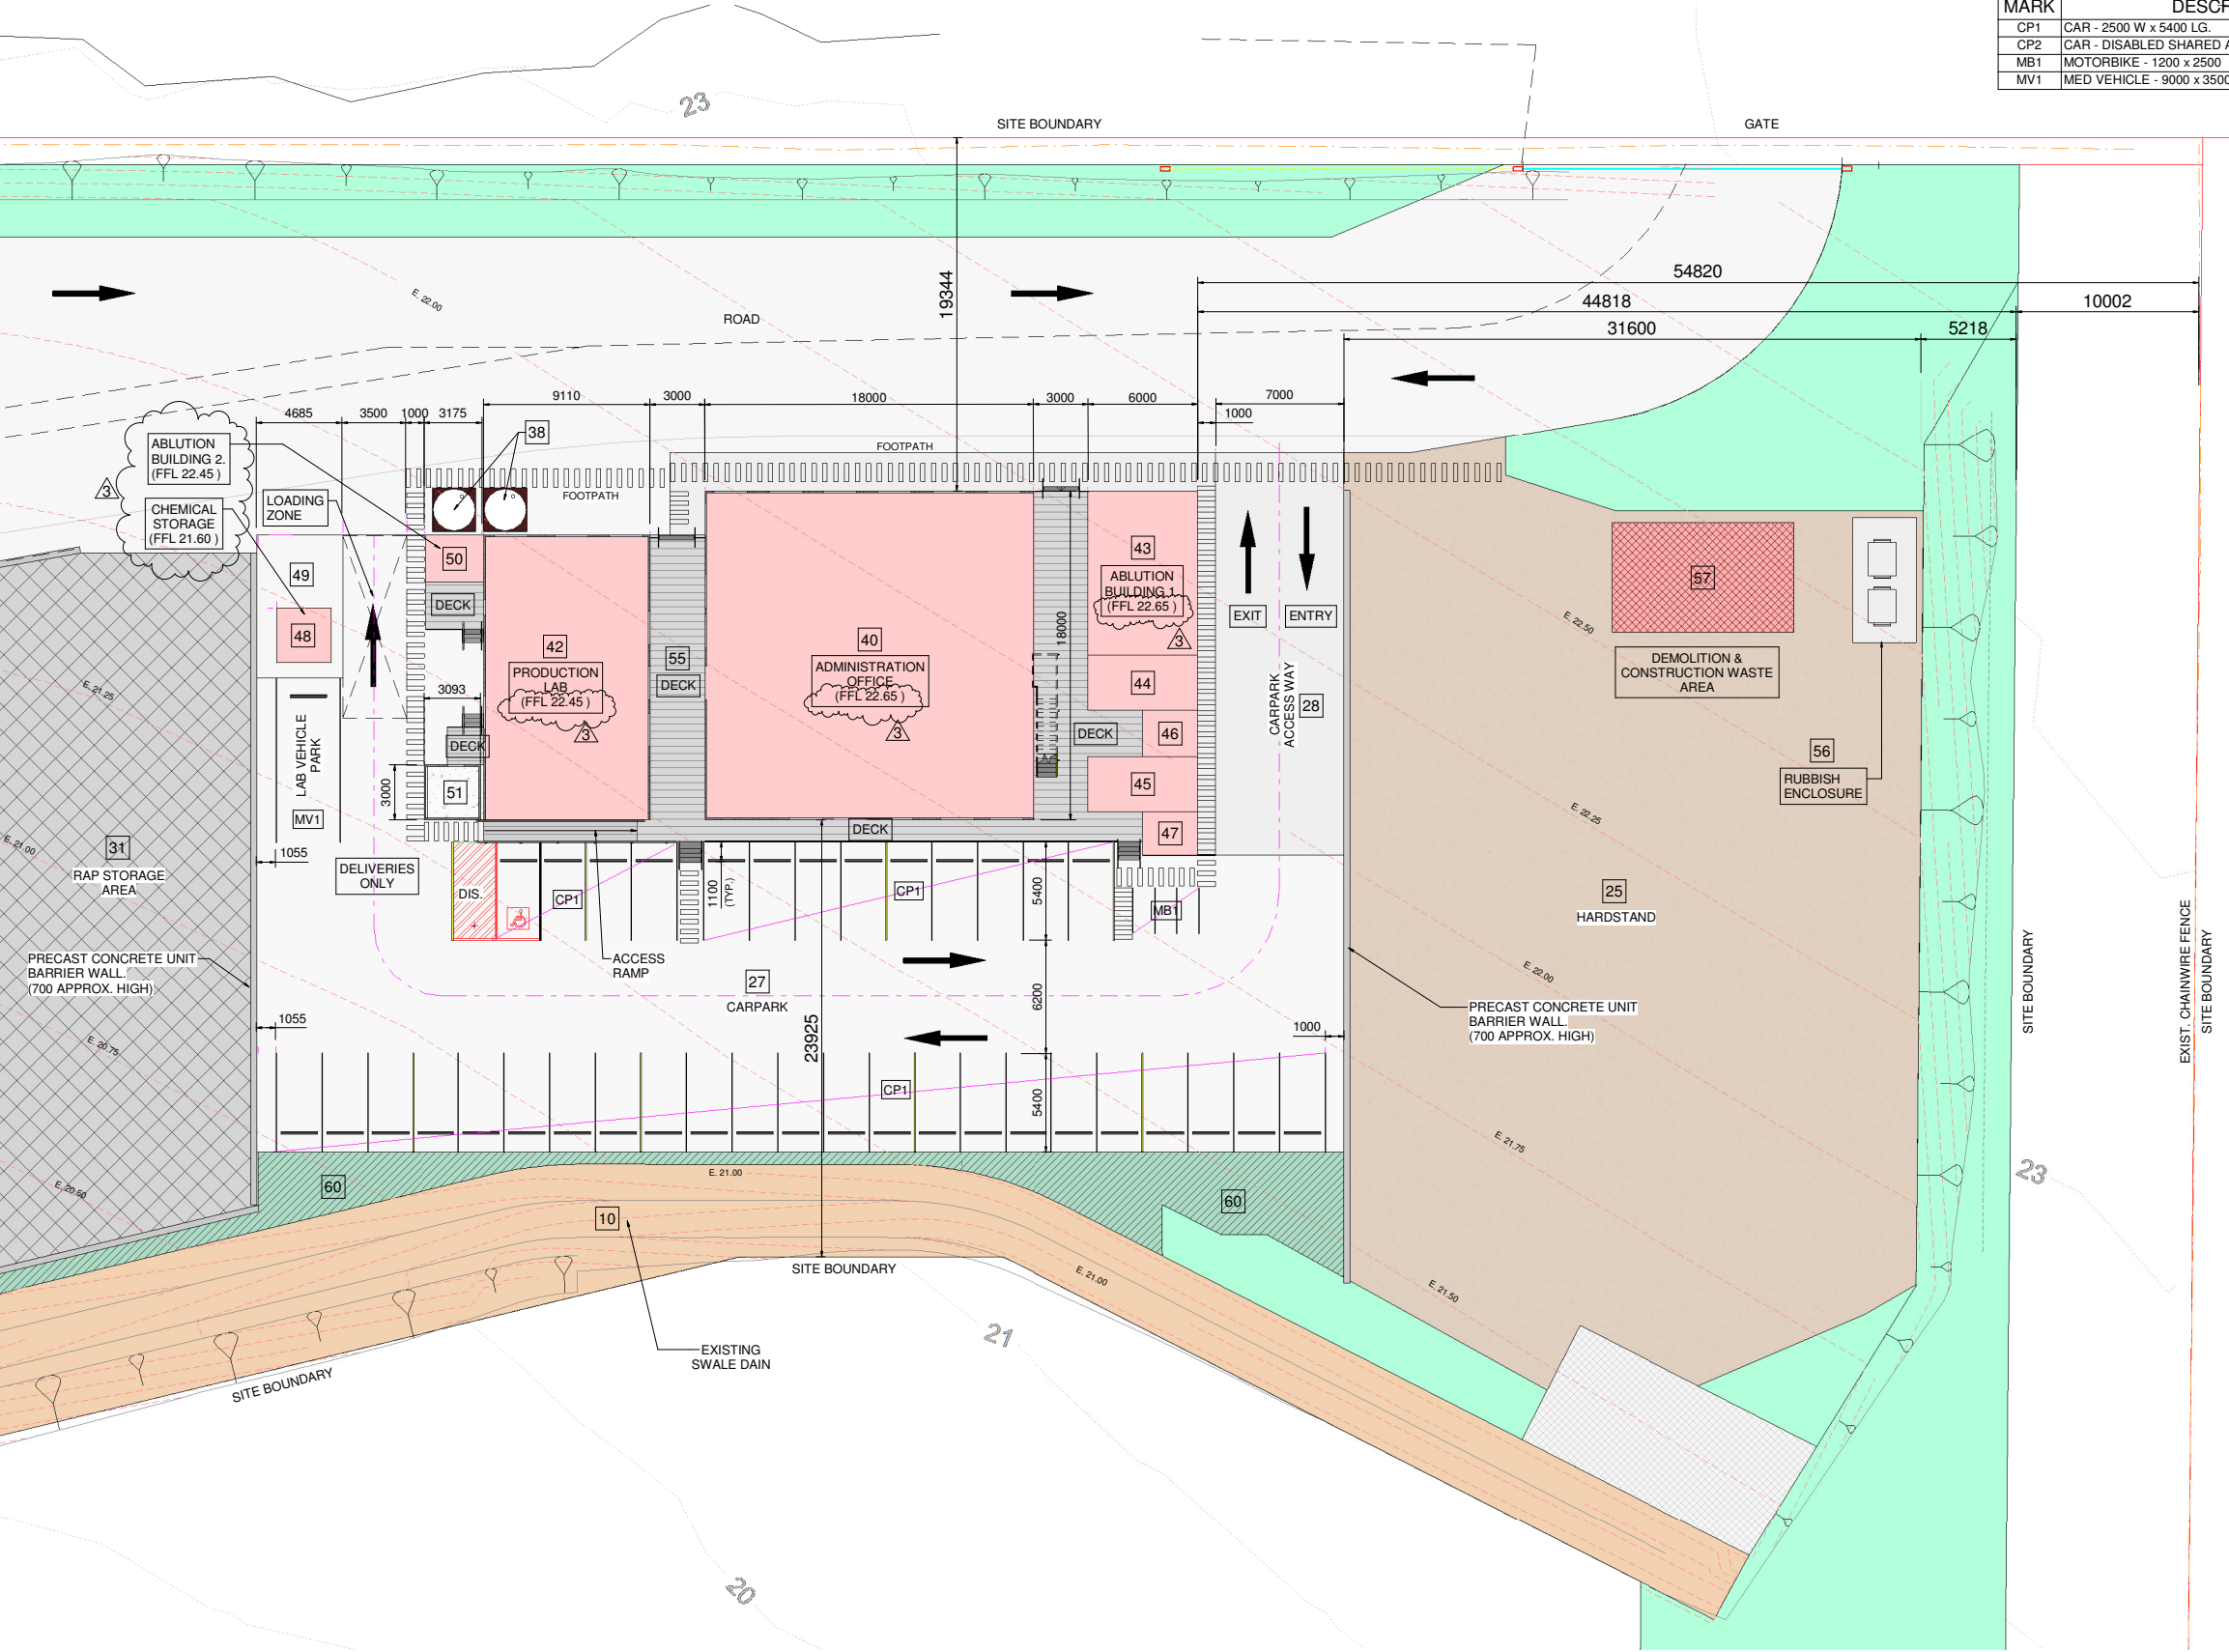 MARK DESCR
CP1 CAR - 2500 W x 5400 LG.
CP2 CAR - DISABLED SHARED A
MB1 MOTORBIKE - 1200 x 2500
MV1 MED VEHICLE - 9000 x 3500
23
SITE BOUNDARY
GATE
19344
54820
44818
10002
31600
5218
E. 22.00
ROAD
9110
3000
18000
3000
6000
7000
4685
3500
1000
3175
1000
38
FOOTPATH
FOOTPATH
ABLUTION
BUILDING 2.
(FFL 22.45 )
3
CHEMICAL
STORAGE
(FFL 21.60 )
LOADING
ZONE
49
48
50
DECK
43
ABLUTION
BUILDING 1
(FFL 22.65 )
3
18000
EXIT
ENTRY
57
E. 22.50
DEMOLITION &
CONSTRUCTION WASTE
AREA
42
PRODUCTION
LAB
(FFL 22.45 )
3
55
DECK
40
ADMINISTRATION
OFFICE
(FFL 22.65 )
3
44
46
DECK
45
47
CARPARK
ACCESS WAY
28
56
RUBBISH
ENCLOSURE
E. 22.25
E. 21.25
3093
DECK
LAB VEHICLE
PARK
MV1
3000
51
DECK
E. 21.00
31
RAP STORAGE
AREA
1055
DELIVERIES
ONLY
DIS.
CP1
1100
(TYP.)
CP1
5400
MB1
25
HARDSTAND
PRECAST CONCRETE UNIT
BARRIER WALL.
(700 APPROX. HIGH)
ACCESS
RAMP
27
CARPARK
6200
E. 22.00
PRECAST CONCRETE UNIT
BARRIER WALL.
(700 APPROX. HIGH)
SITE BOUNDARY
EXIST. CHAINWIRE FENCE
SITE BOUNDARY
1055
23925
1000
E. 20.75
CP1
5400
E. 21.75
E. 20.50
60
E. 21.00
60
23
10
SITE BOUNDARY
E. 21.00
E. 21.50
EXISTING
SWALE DAIN
21
SITE BOUNDARY
20